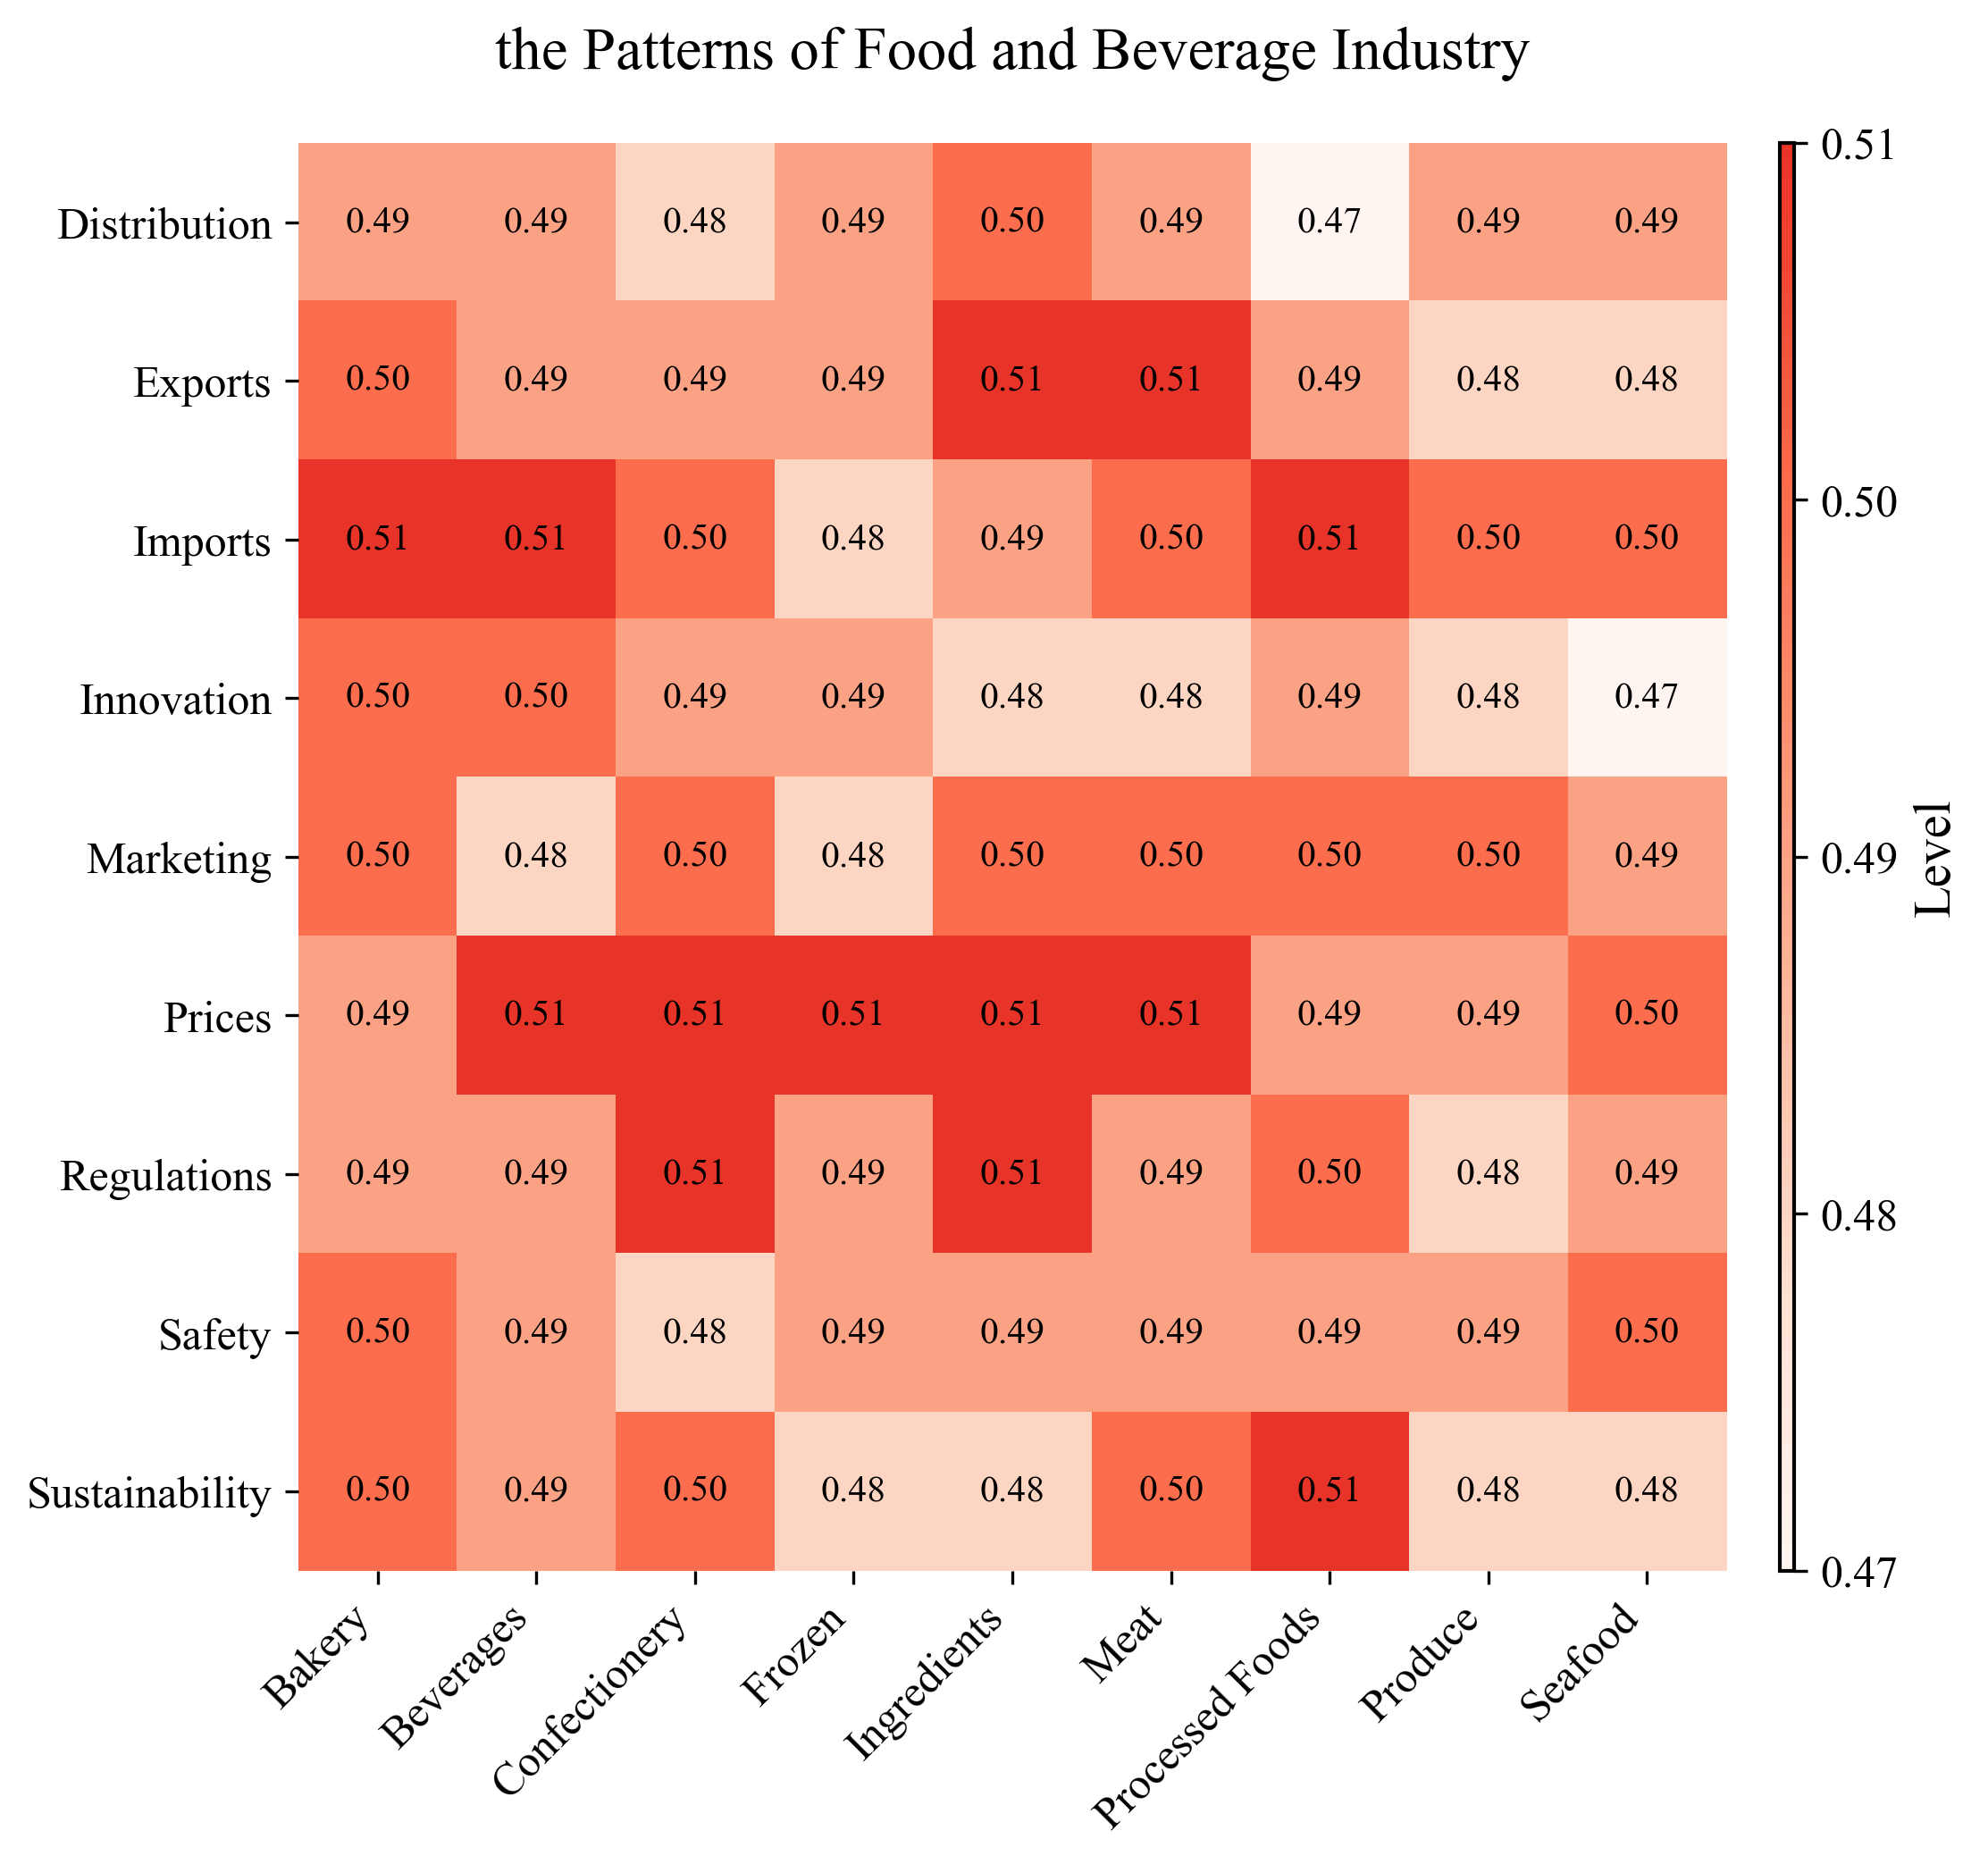 the Patterns of Food and Beverage Industry
Distribution 0.49 0.49 0.48 0.49 0.50 0.49 0.47 0.49 0.49
Exports 0.50 0.49 0.49 0.49 0.51 0.51 0.49 0.48 0.48
Imports 0.51 0.51 0.50 0.48 0.49 0.50 0.51 0.50 0.50
Innovation 0.50 0.50 0.49 0.49 0.48 0.48 0.49 0.48 0.47
Marketing 0.50 0.48 0.50 0.48 0.50 0.50 0.50 0.50 0.49
Prices 0.49 0.51 0.51 0.51 0.51 0.51 0.49 0.49 0.50
Regulations 0.49 0.49 0.51 0.49 0.51 0.49 0.50 0.48 0.49
Safety 0.50 0.49 0.48 0.49 0.49 0.49 0.49 0.49 0.50
Sustainability 0.50 0.49 0.50 0.48 0.48 0.50 0.51 0.48 0.48
Bakery Beverages Confectionery Frozen Ingredients Meat Processed Foods Produce Seafood
0.51
0.50
0.49
0.48
0.47
Level